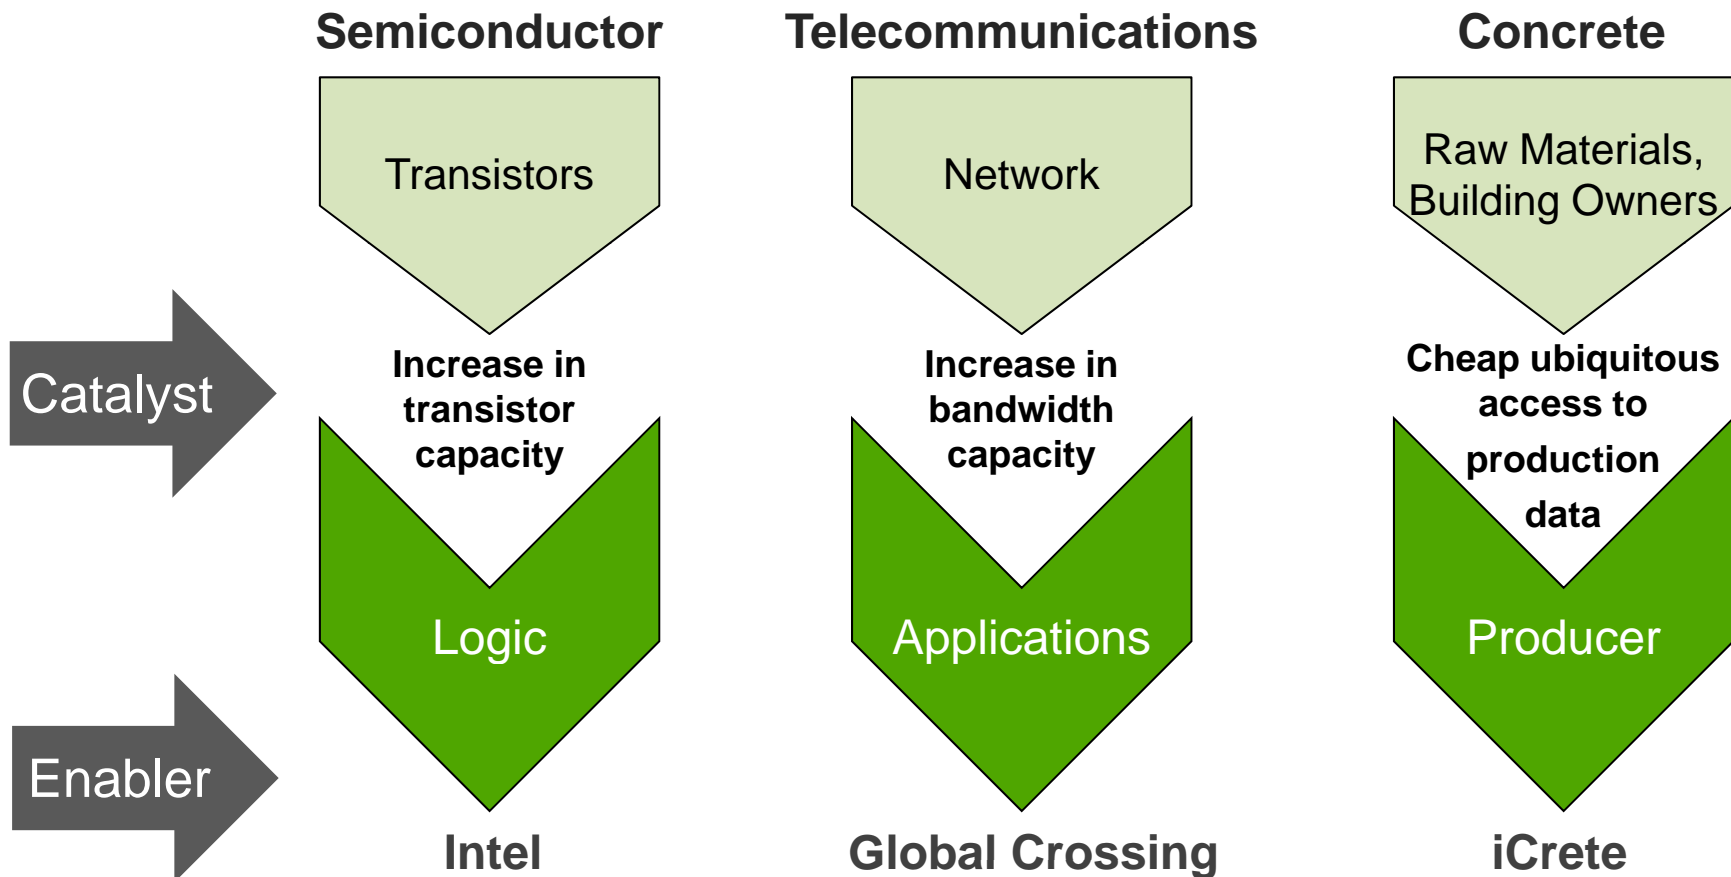 Semiconductor
Telecommunications
Concrete
Transistors
Network
Raw Materials,
Building Owners
Catalyst
Increase in
transistor
capacity
Increase in
bandwidth
capacity
Cheap ubiquitous
access to
production
data
Logic
Applications
Producer
Enabler
Intel
Global Crossing
iCrete